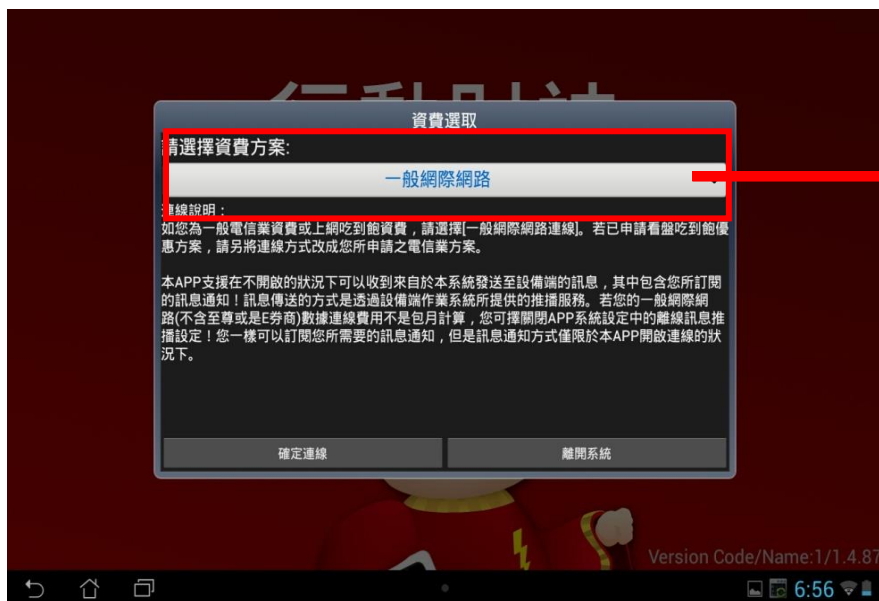 行動財神
資費選取
請選擇資費方案:
一般網際網路
連線說明：
如您為一般電信業資費或上網吃到飽資費，請選擇[一般網際網路連線]。若已申請看盤吃到飽優
惠方案，請另將連線方式改成您所申請之電信業方案。
本APP支援在不開啟的狀況下可以收到來自於本系統發送至設備端的訊息，其中包含您所訂閱
的訊息通知！訊息傳送的方式是透過設備端作業系統所提供的推播服務。若您的一般網際網
路(不含至尊或是E券商)數據連線費用不是包月計算，您可擇關閉APP系統設定中的離線訊息推
播設定！您一樣可以訂閱您所需要的訊息通知，但是訊息通知方式僅限於本APP開啟連線的狀
況下。
確定連線
離開系統
Version Code/Name:1/1.4.87
6:56